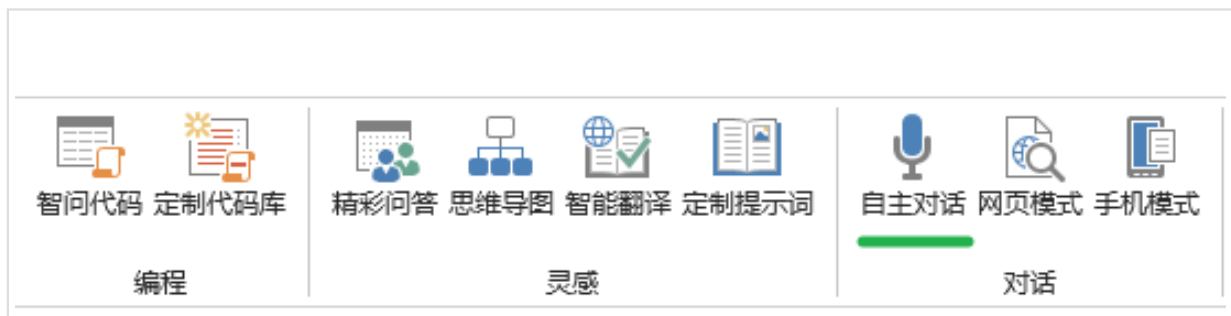 智问代码 定制代码库 精彩问答 思维导图 智能翻译 定制提示词 自主对话 网页模式 手机模式
编程 灵感 对话